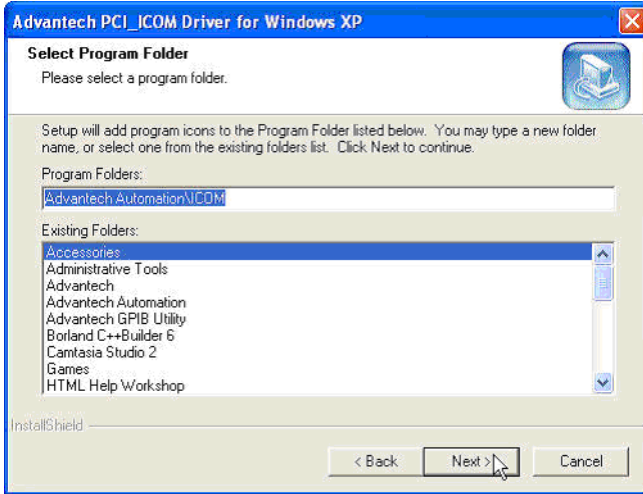 Advantech PCI_ICOM Driver for Windows XP
Select Program Folder
Please select a program folder.
Setup will add program icons to the Program Folder listed below. You may type a new folder
name, or select one from the existing folders list. Click Next to continue.
Program Folders:
Advantech Automation\ICOM
Existing Folders:
Accessories
Administrative Tools
Advantech
Advantech Automation
Advantech GPIB Utility
Borland C++Builder 6
Camtasia Studio 2
Games
HTML Help Workshop
InstallShield
< Back Next > Cancel